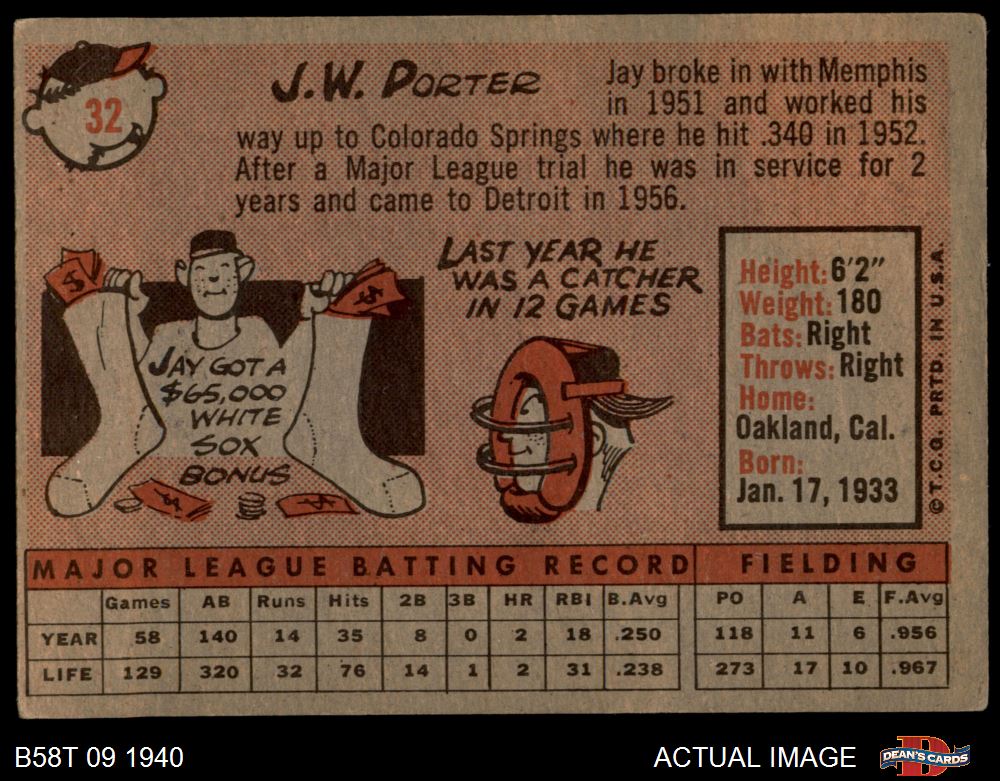 32
J.W. PORTER
Jay broke in with Memphis
in 1951 and worked his
way up to Colorado Springs where he hit .340 in 1952.
After a Major League trial he was in service for 2
years and came to Detroit in 1956.
JAY GOT A
$65,000
WHITE
SOX
BONUS
LAST YEAR HE
WAS A CATCHER
IN 12 GAMES
Height: 6'2"
Weight: 180
Bats: Right
Throws: Right
Home:
Oakland, Cal.
Born:
Jan. 17, 1933
©T.C.G. PRTD. IN U.S.A.
MAJOR LEAGUE BATTING RECORD FIELDING
Games AB Runs Hits 2B 3B HR RBI B.Avg PO A E F.Avg
YEAR 58 140 14 35 8 0 2 18 .250 118 11 6 .956
LIFE 129 320 32 76 14 1 2 31 .238 273 17 10 .967
B58T 09 1940
ACTUAL IMAGE
DEAN'S CARDS